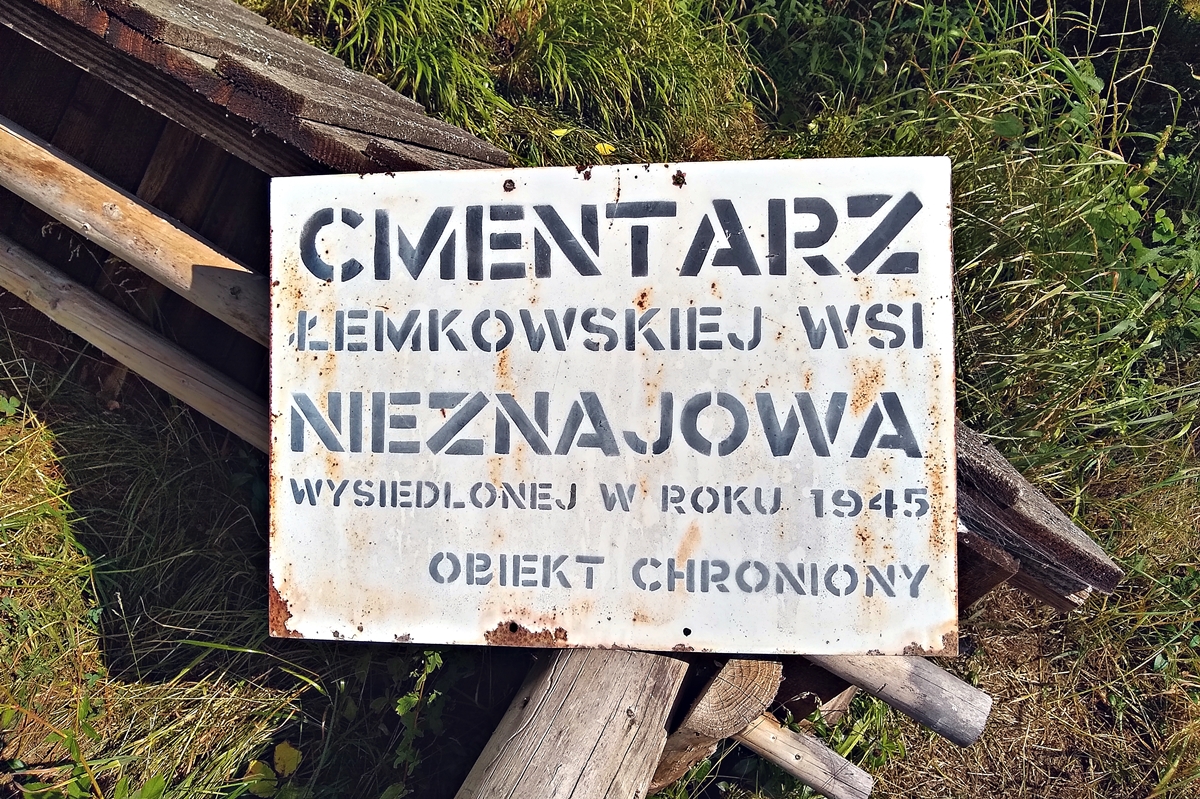 CMENTARZ
ŁEMKOWSKIEJ WSI
NIEZNAJOWA
WYSIEDLONEJ W ROKU 1945
OBIEKT CHRONIONY